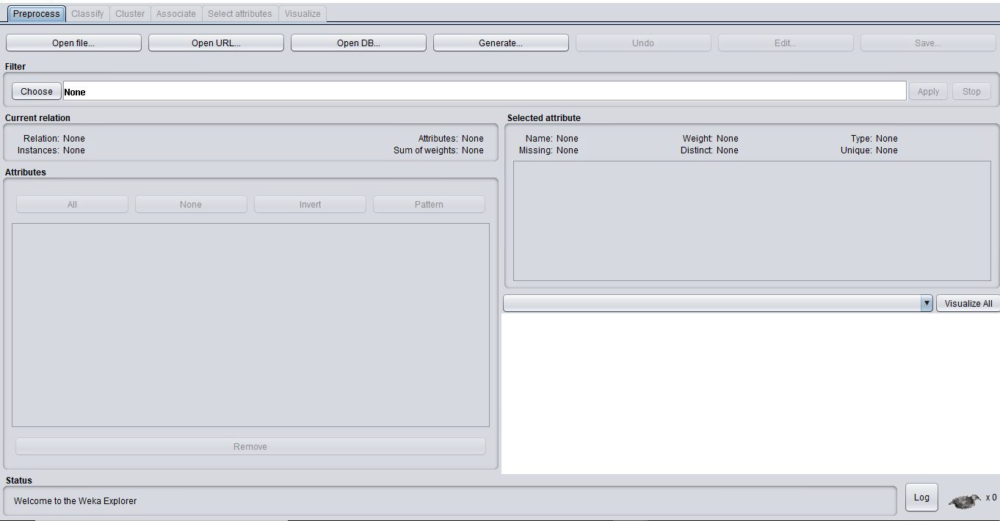 Preprocess Classify Cluster Associate Select attributes Visualize
Open file... Open URL... Open DB... Generate... Undo Edit... Save...
Filter
Choose None Apply Stop
Current relation
Relation: None Attributes: None
Instances: None Sum of weights: None
Selected attribute
Name: None Weight: None Type: None
Missing: None Distinct: None Unique: None
Attributes
All None Invert Pattern
Remove
Visualize All
Status
Welcome to the Weka Explorer
Log x 0